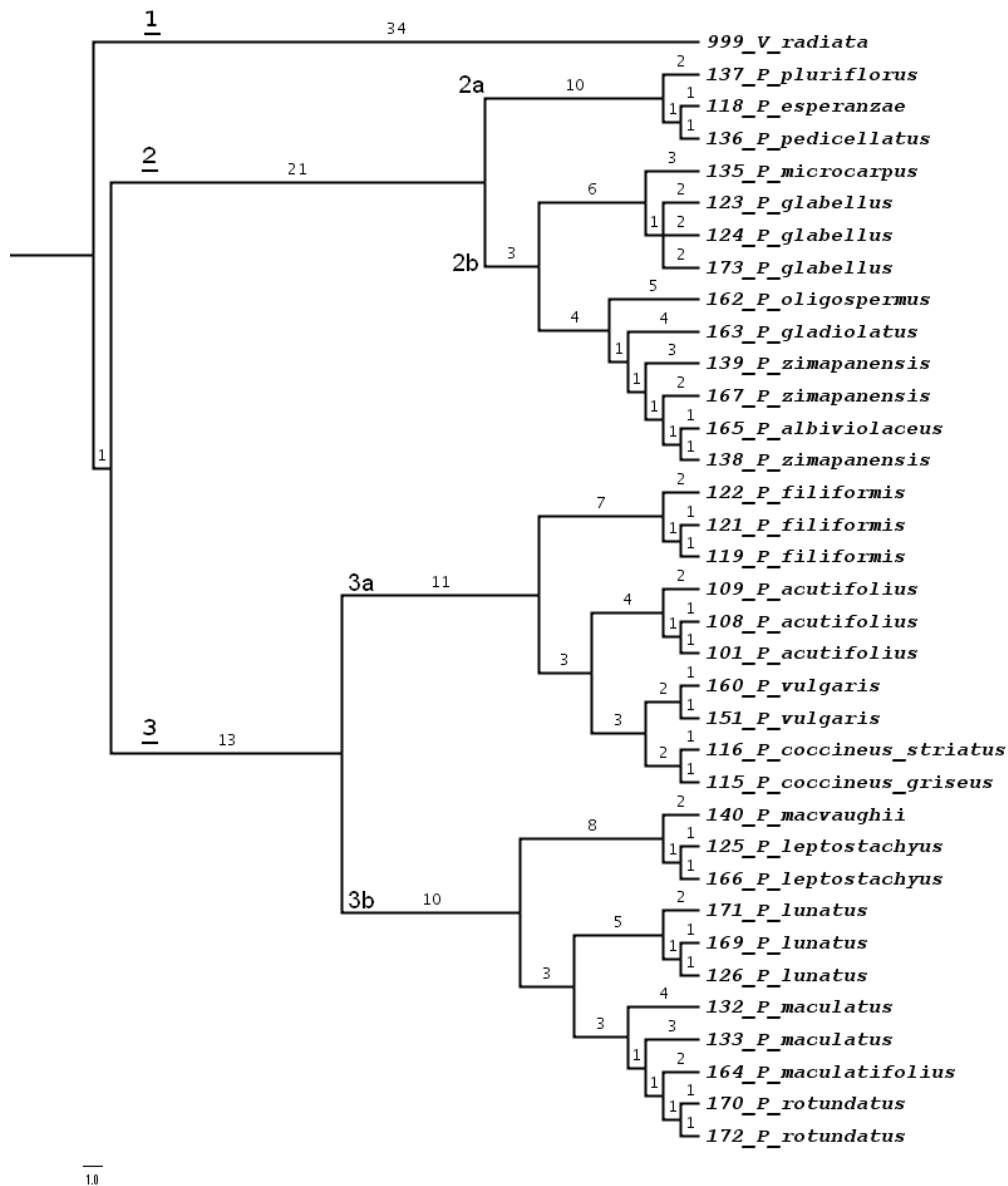 1
34
999_V_radiata
2
137_P_pluriflorus
2a
10
1
118_P_esperanzae
1
1
136_P_pedicellatus
2
21
3
135_P_microcarpus
6
2
123_P_glabellus
1
2
124_P_glabellus
2b
3
2
173_P_glabellus
5
162_P_oligospermus
4
4
163_P_gladiolatus
1
3
139_P_zimapanensis
1
2
167_P_zimapanensis
1
1
165_P_albiviolaceus
1
1
138_P_zimapanensis
1
2
122_P_filiformis
7
1
121_P_filiformis
1
1
119_P_filiformis
3a
11
2
109_P_acutifolius
4
1
108_P_acutifolius
1
1
101_P_acutifolius
3
1
160_P_vulgaris
2
1
151_P_vulgaris
3
1
116_P_coccineus_striatus
2
1
115_P_coccineus_griseus
3
13
2
140_P_macvaughii
8
1
125_P_leptostachyus
1
1
166_P_leptostachyus
3b
10
2
171_P_lunatus
5
1
169_P_lunatus
1
1
126_P_lunatus
3
4
132_P_maculatus
3
3
133_P_maculatus
1
2
164_P_maculatifolius
1
1
170_P_rotundatus
1
1
172_P_rotundatus
1.0